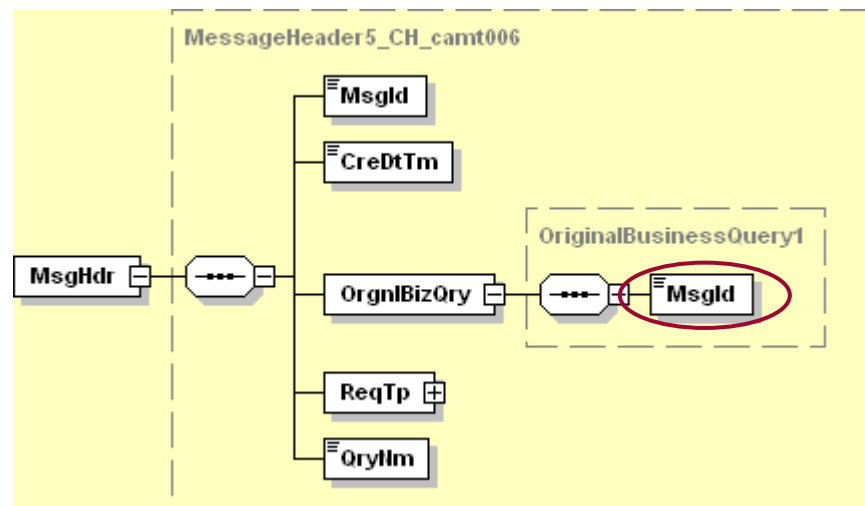 MessageHeader5_CH_camt006
MsgId
CreDtTm
OriginalBusinessQuery1
MsgHdr
OrgnlBizQry
MsgId
ReqTp
QryNm